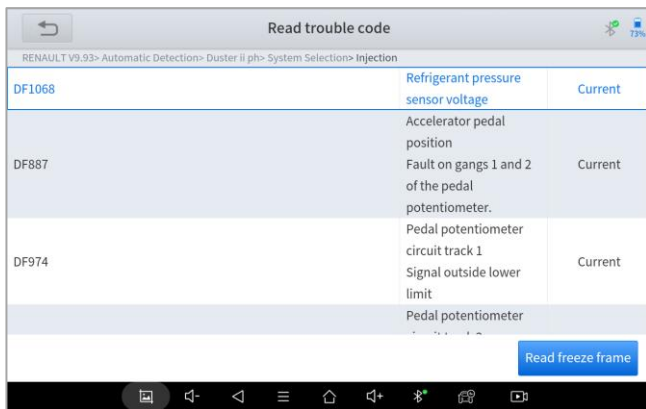 Read trouble code
73%
RENAULT V9.93> Automatic Detection> Duster ii ph> System Selection> Injection
DF1068
Refrigerant pressure
sensor voltage
Current
DF887
Accelerator pedal
position
Fault on gangs 1 and 2
of the pedal
potentiometer.
Current
DF974
Pedal potentiometer
circuit track 1
Signal outside lower
limit
Current
Pedal potentiometer
Read freeze frame